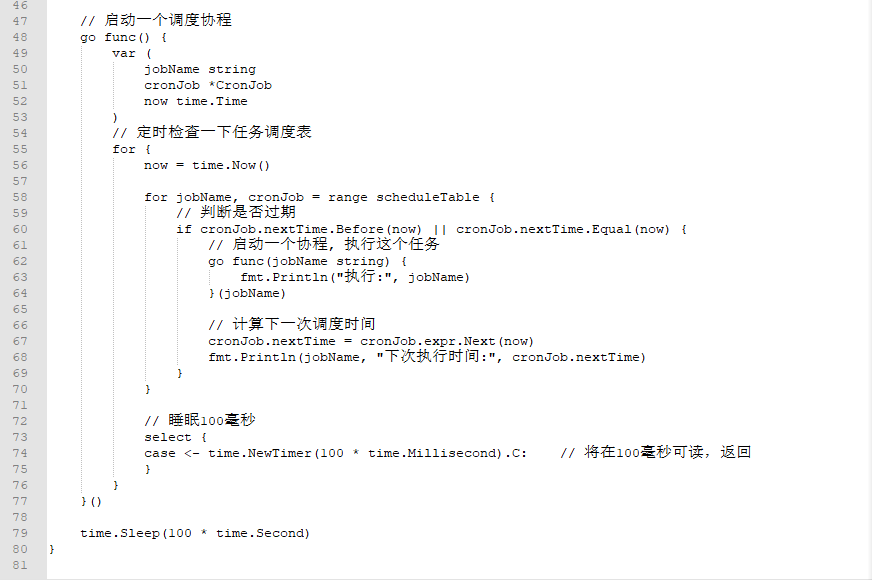 46
47 // 启动一个调度协程
48 go func() {
49 var (
50 jobName string
51 cronJob *CronJob
52 now time.Time
53 )
54 // 定时检查一下任务调度表
55 for {
56 now = time.Now()
57
58 for jobName, cronJob = range scheduleTable {
59 // 判断是否过期
60 if cronJob.nextTime.Before(now) || cronJob.nextTime.Equal(now) {
61 // 启动一个协程, 执行这个任务
62 go func(jobName string) {
63 fmt.Println("执行:", jobName)
64 }(jobName)
65
66 // 计算下一次调度时间
67 cronJob.nextTime = cronJob.expr.Next(now)
68 fmt.Println(jobName, "下次执行时间:", cronJob.nextTime)
69 }
70 }
71
72 // 睡眠100毫秒
73 select {
74 case <- time.NewTimer(100 * time.Millisecond).C: // 将在100毫秒可读，返回
75 }
76 }
77 }()
78
79 time.Sleep(100 * time.Second)
80 }
81